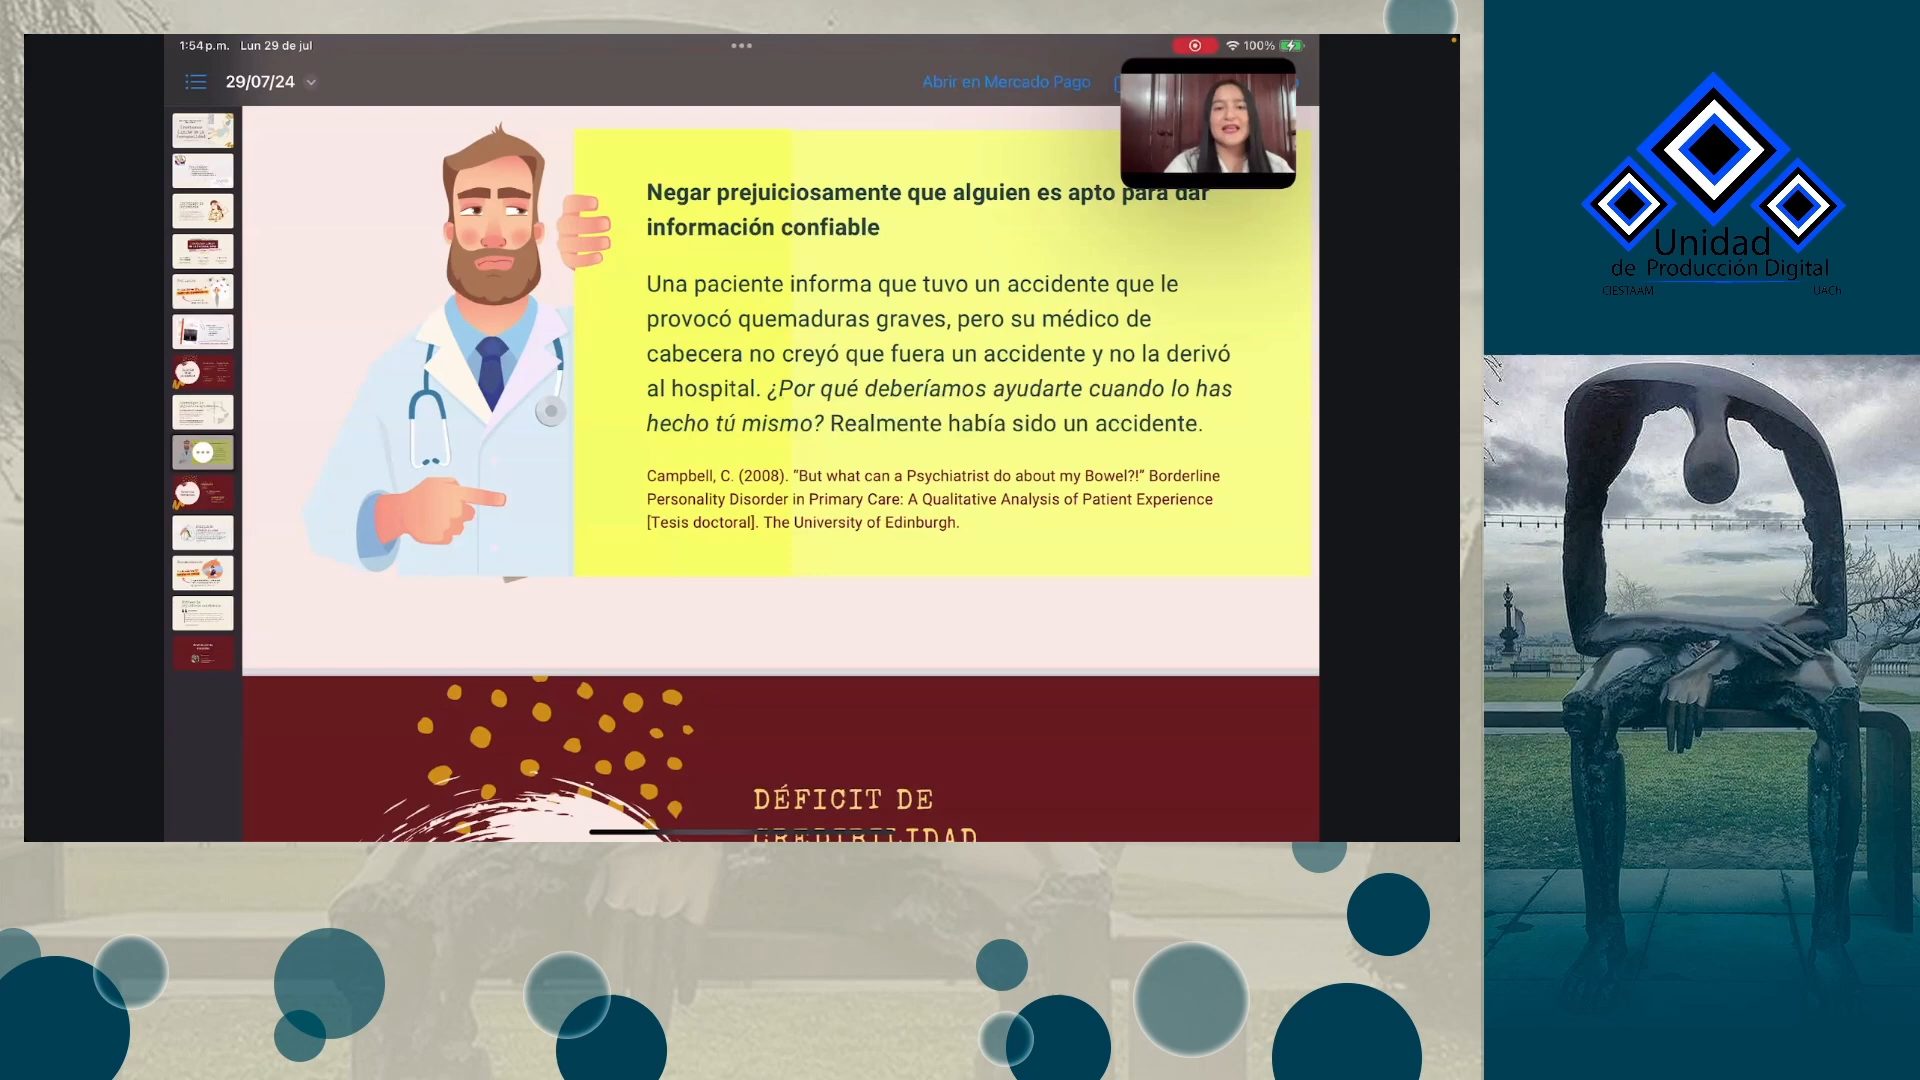 1:54 p.m. Lun 29 de jul
100%
29/07/24
Abrir en Mercado Pago
Negar prejuiciosamente que alguien es apto para dar
información confiable
Una paciente informa que tuvo un accidente que le
provocó quemaduras graves, pero su médico de
cabecera no creyó que fuera un accidente y no la derivó
al hospital. ¿Por qué deberíamos ayudarte cuando lo has
hecho tú mismo? Realmente había sido un accidente.
Campbell, C. (2008). “But what can a Psychiatrist do about my Bowel?!” Borderline
Personality Disorder in Primary Care: A Qualitative Analysis of Patient Experience
[Tesis doctoral]. The University of Edinburgh.
DÉFICIT DE
CREDIBILIDAD
Unidad
de Producción Digital
CIESTAAM UACh